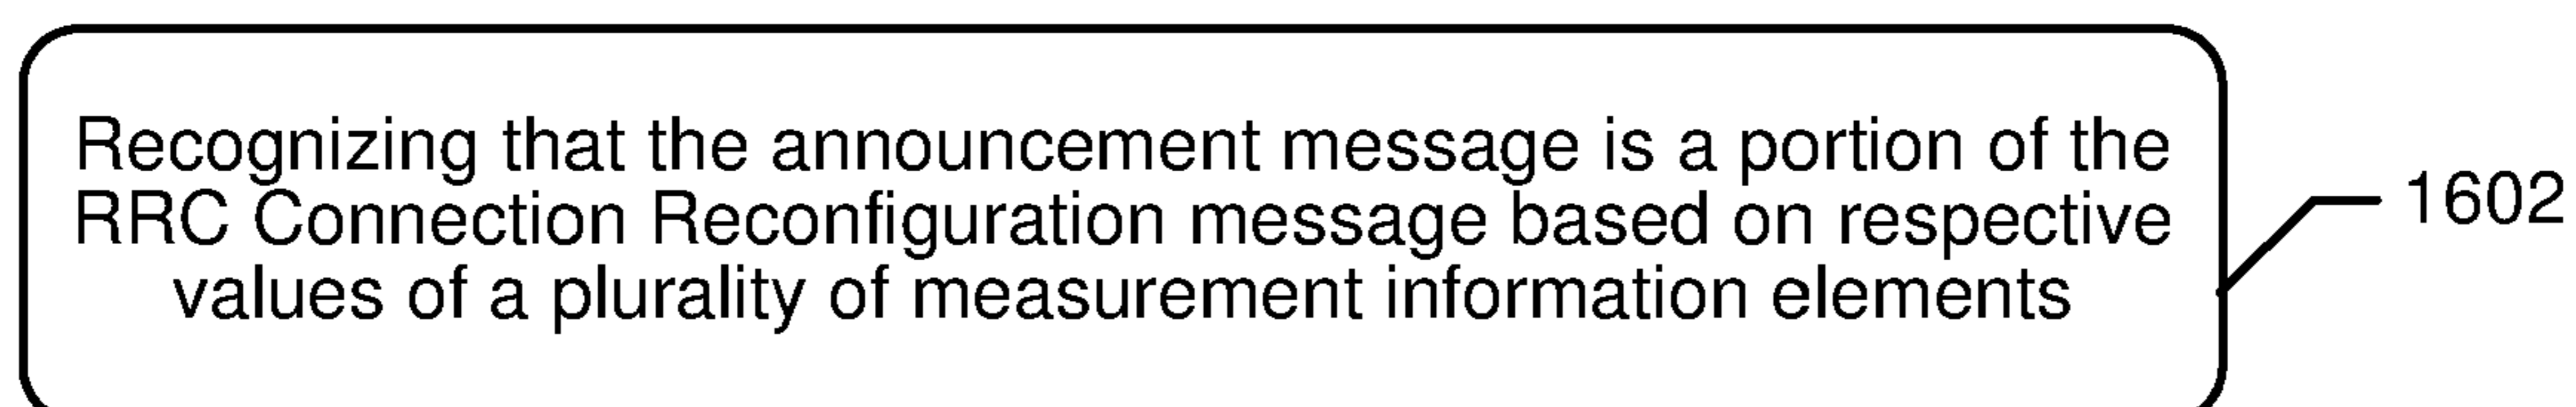 Recognizing that the announcement message is a portion of the
RRC Connection Reconfiguration message based on respective
values of a plurality of measurement information elements
1602